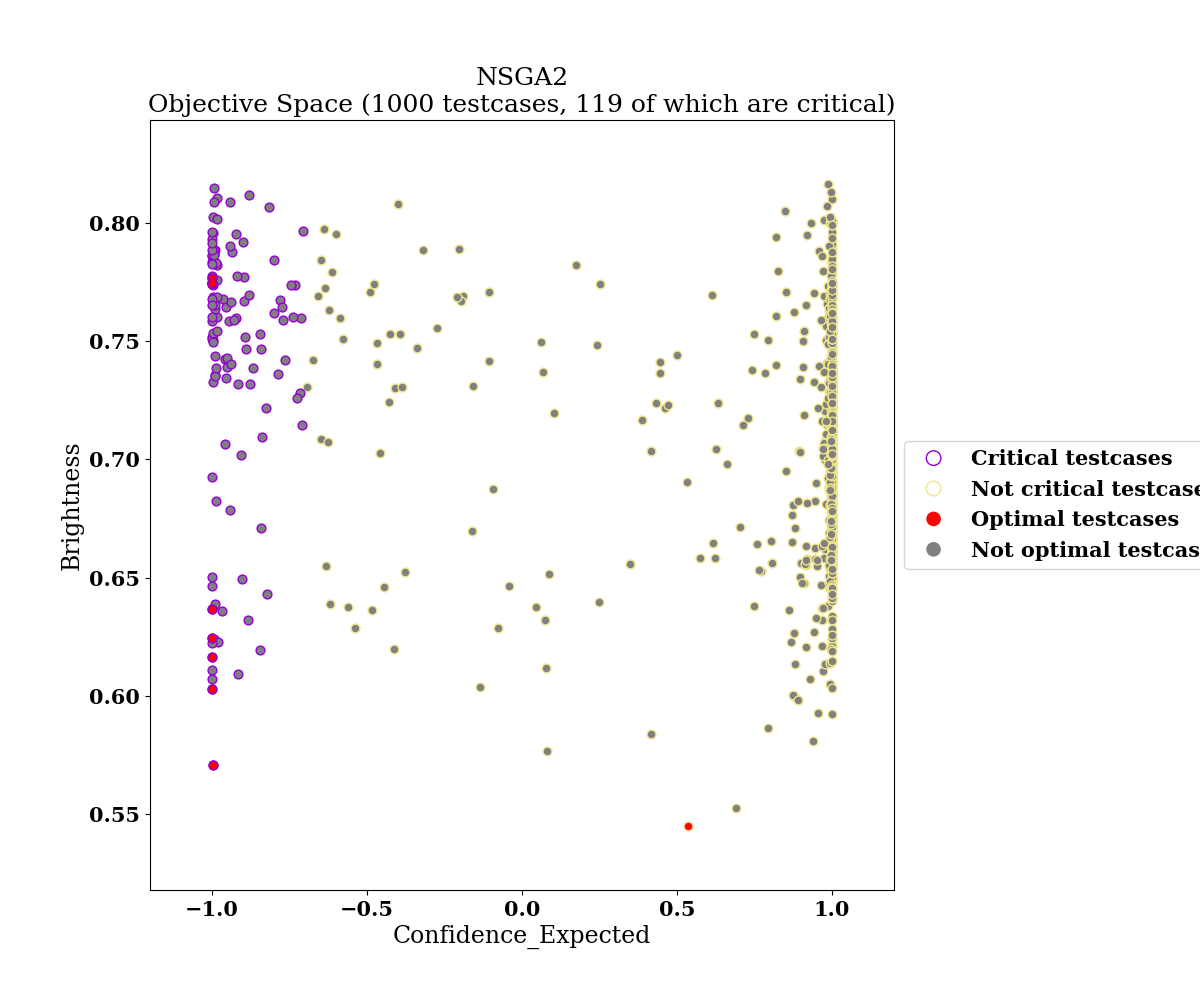 NSGA2
Objective Space (1000 testcases, 119 of which are critical)
0.80
0.75
0.70
0.65
0.60
0.55
Brightness
−1.0
−0.5
0.0
0.5
1.0
Confidence_Expected
Critical testcases
Not critical testcase
Optimal testcases
Not optimal testcas